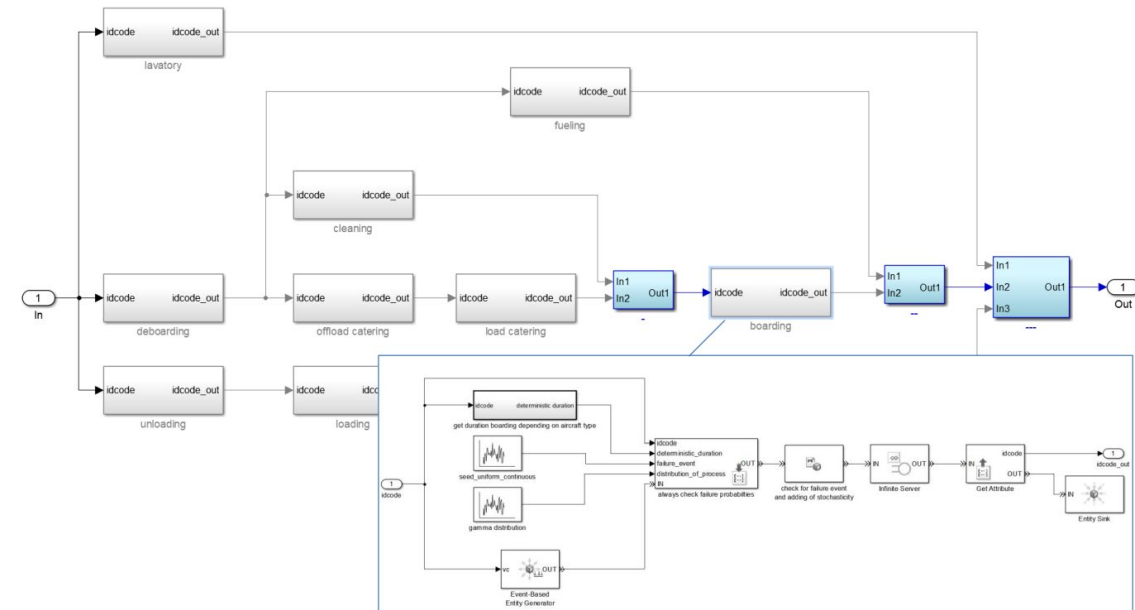 idcode idcode_out
lavatory
idcode idcode_out
fueling
idcode idcode_out
cleaning
1
In
idcode idcode_out
deboarding
idcode idcode_out
offload catering
idcode idcode_out
load catering
In1
In2
Out1
-
idcode idcode_out
boarding
In1
In2
Out1
--
In1
In2
In3
Out1
---
1
Out
idcode idcode_out
unloading
idcode
loading
idcode deterministic duration
get duration boarding depending on aircraft type
seed_uniform_continuous
gamma distribution
1
idcode
vc OUT
Event-Based
Entity Generator
idcode
deterministic_duration
failure_event
distribution_of_process
IN
OUT
always check failure probabilities
check for failure event
and adding of stochasticity
IN OUT
Infinite Server
IN
idcode
OUT
Get Attribute
1
idcode_out
IN
Entity Sink